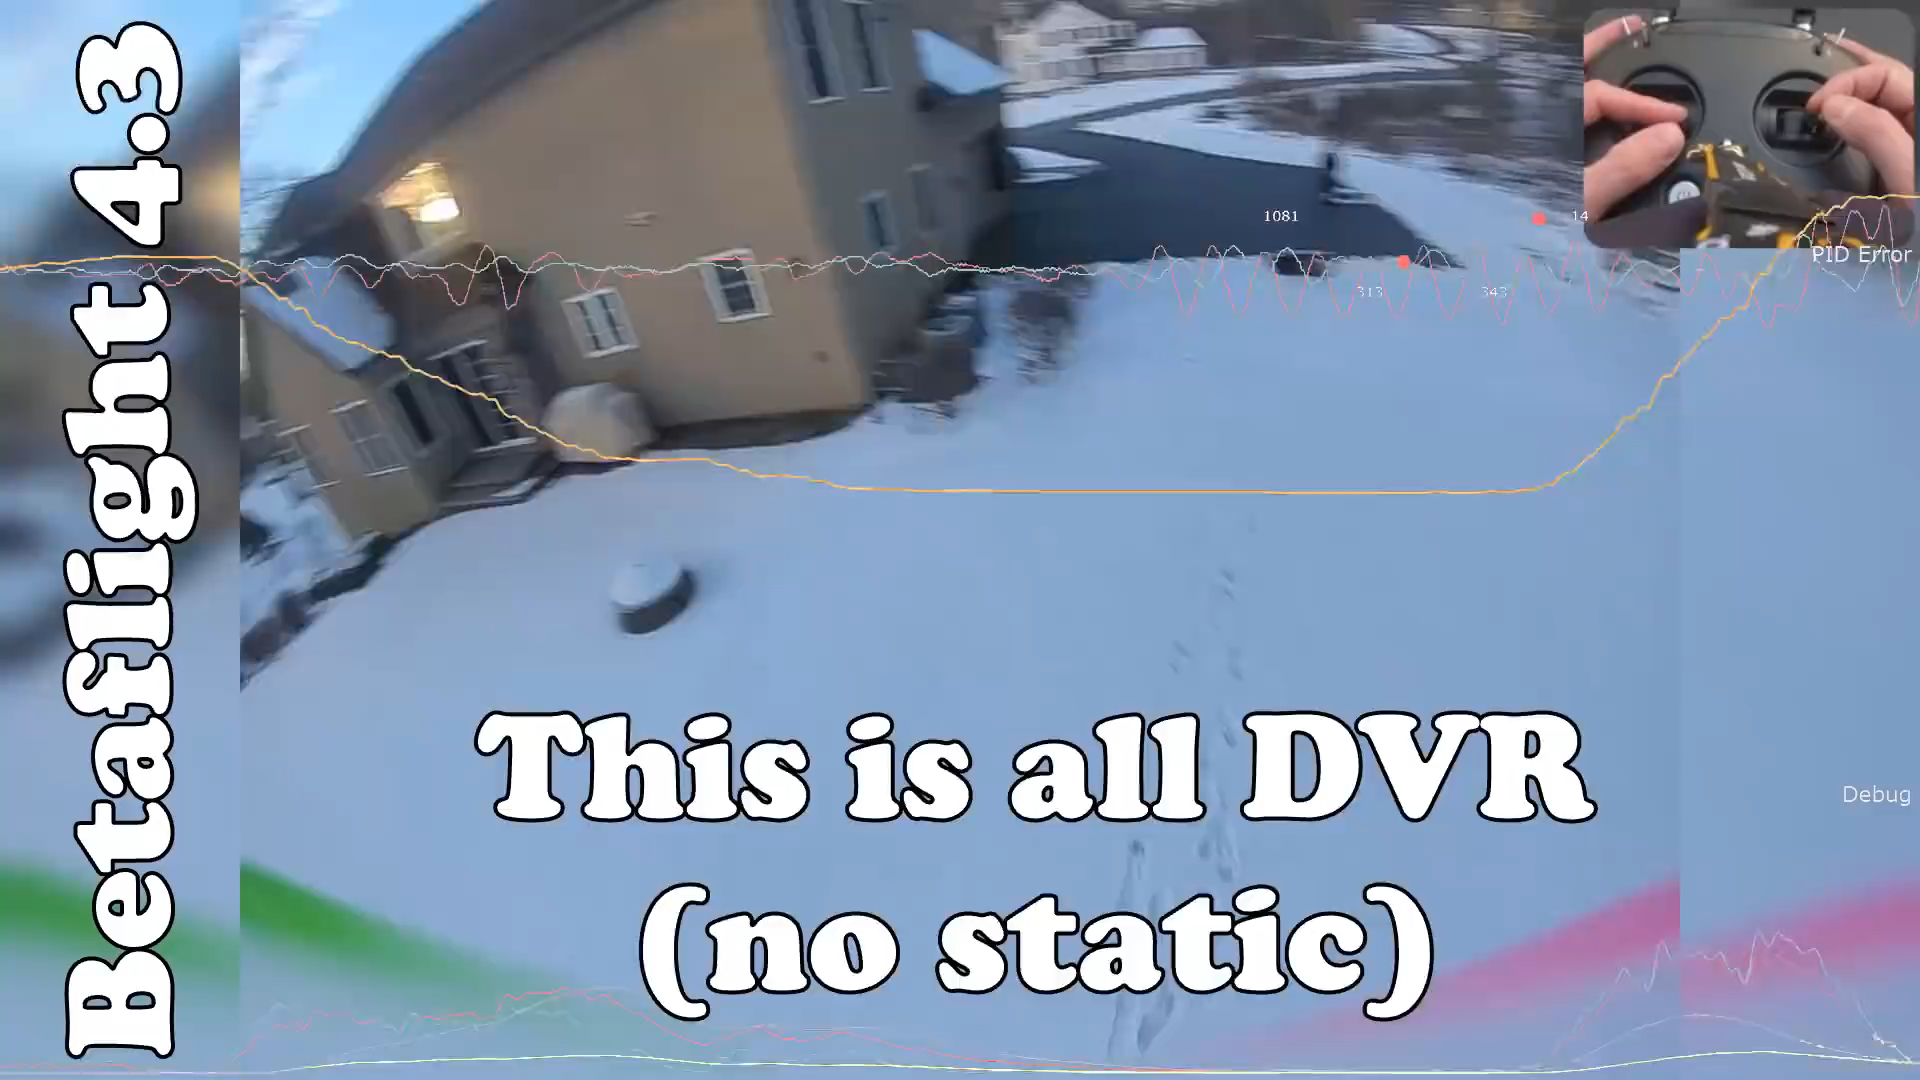 Betaflight 4.3
1081
14
PID Error
313
343
Debug
This is all DVR
(no static)